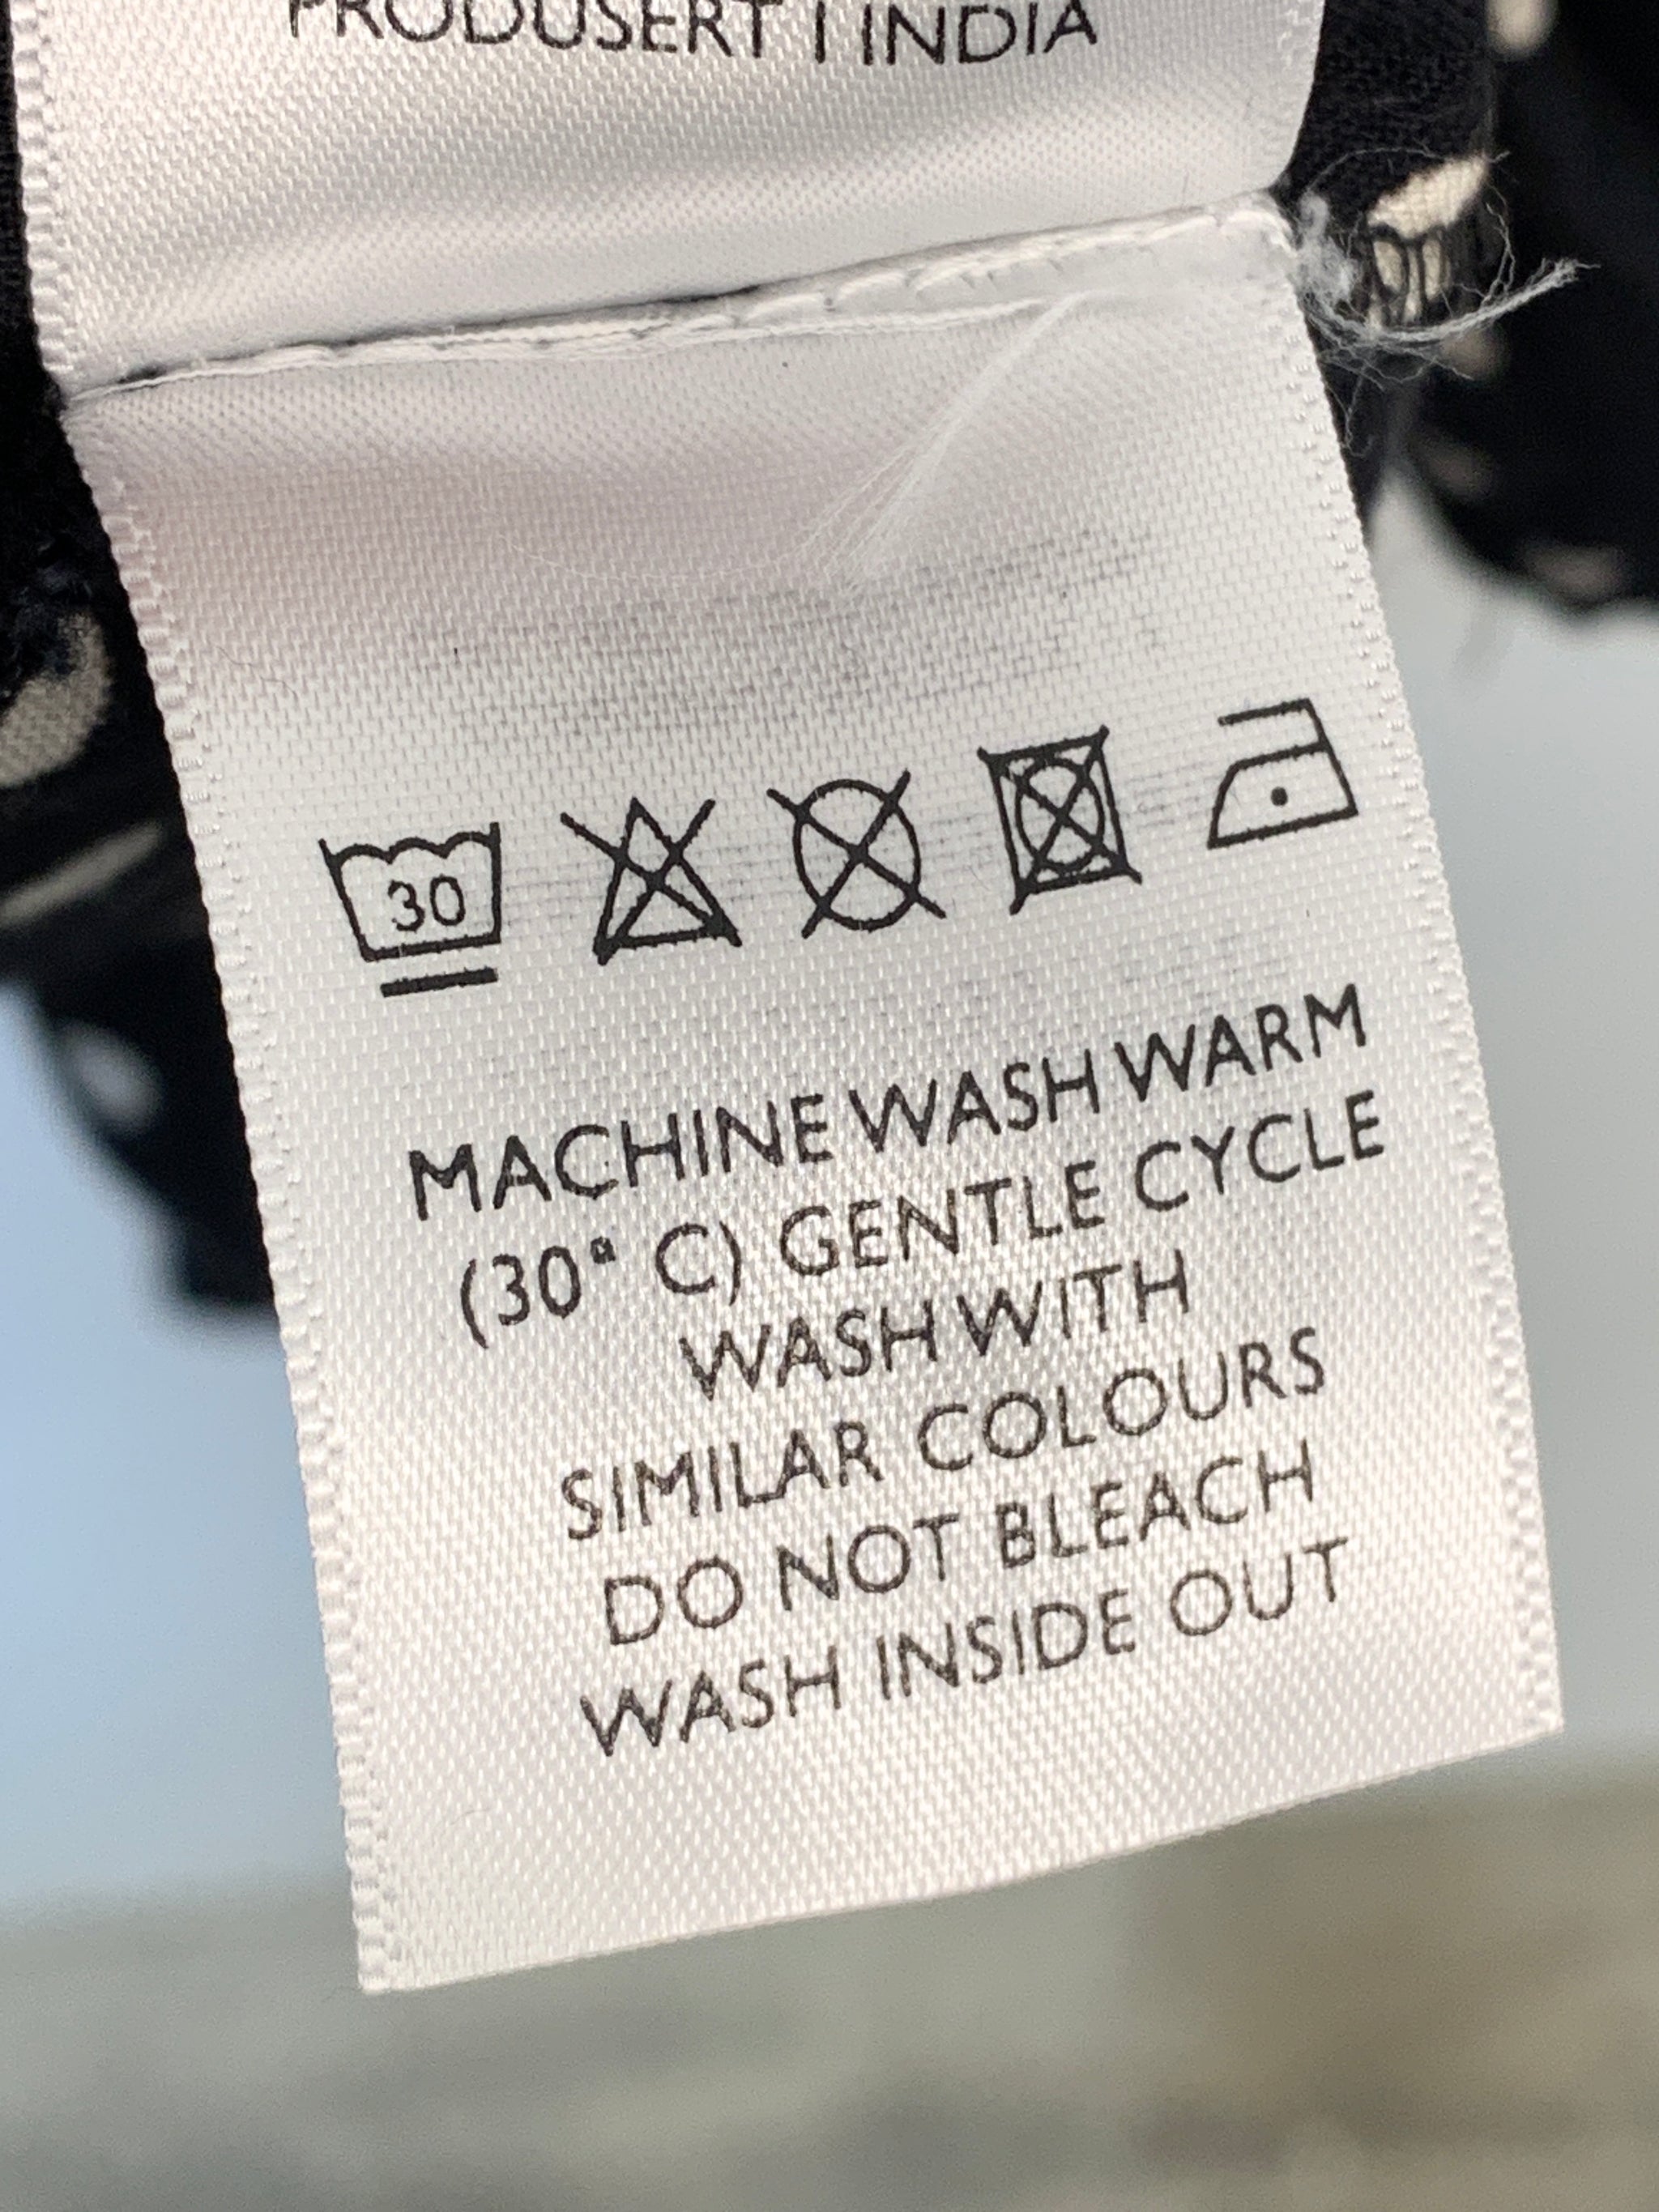 PRODUSERT I INDIA
30
MACHINE WASH WARM
(30° C) GENTLE CYCLE
WASH WITH
SIMILAR COLOURS
DO NOT BLEACH
WASH INSIDE OUT